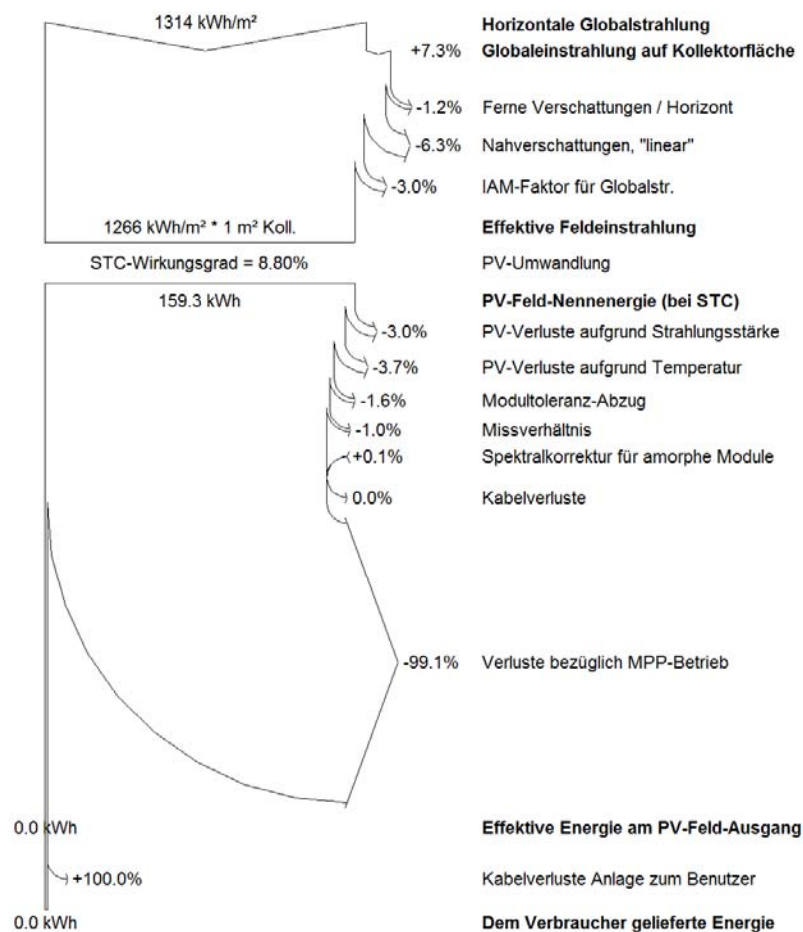 1314 kWh/m² Horizontale Globalstrahlung
+7.3% Globaleinstrahlung auf Kollektorfläche
-1.2% Ferne Verschattungen / Horizont
-6.3% Nahverschattungen, "linear"
-3.0% IAM-Faktor für Globalstr.
1266 kWh/m² * 1 m² Koll. Effektive Feldeinstrahlung
STC-Wirkungsgrad = 8.80% PV-Umwandlung
159.3 kWh PV-Feld-Nennenergie (bei STC)
-3.0% PV-Verluste aufgrund Strahlungsstärke
-3.7% PV-Verluste aufgrund Temperatur
-1.6% Modultoleranz-Abzug
-1.0% Missverhältnis
+0.1% Spektralkorrektur für amorphe Module
0.0% Kabelverluste
-99.1% Verluste bezüglich MPP-Betrieb
0.0 kWh Effektive Energie am PV-Feld-Ausgang
+100.0% Kabelverluste Anlage zum Benutzer
0.0 kWh Dem Verbraucher gelieferte Energie